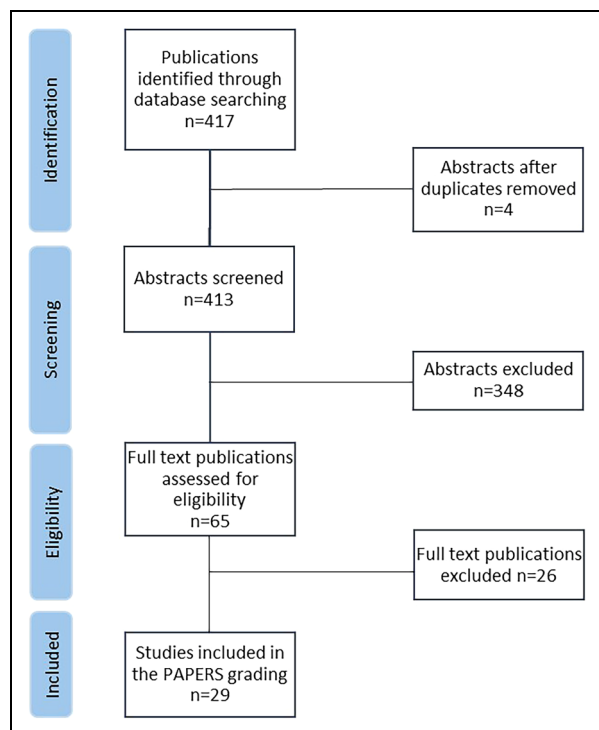 Identification
Publications
identified through
database searching
n=417
Abstracts after
duplicates removed
n=4
Screening
Abstracts screened
n=413
Abstracts excluded
n=348
Eligibility
Full text publications
assessed for
eligibility
n=65
Full text publications
excluded n=26
Included
Studies included in
the PAPERS grading
n=29